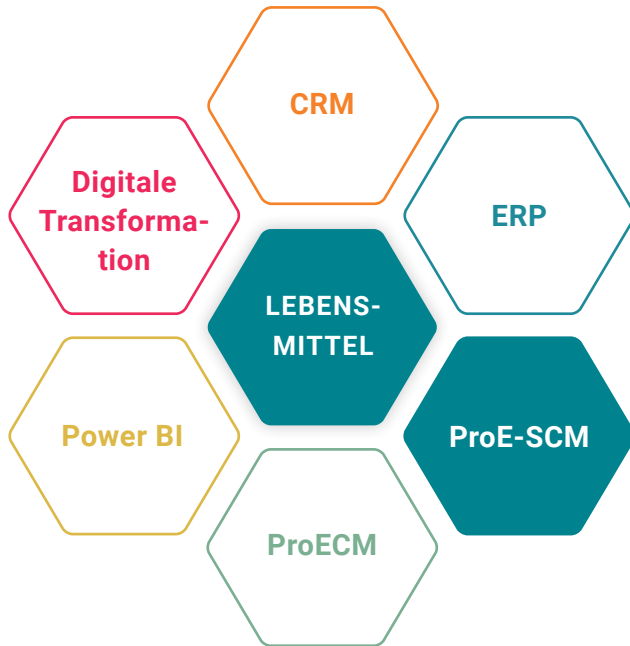 CRM
Digitale
Transforma-
tion
ERP
LEBENS-
MITTEL
Power BI
ProE-SCM
ProECM